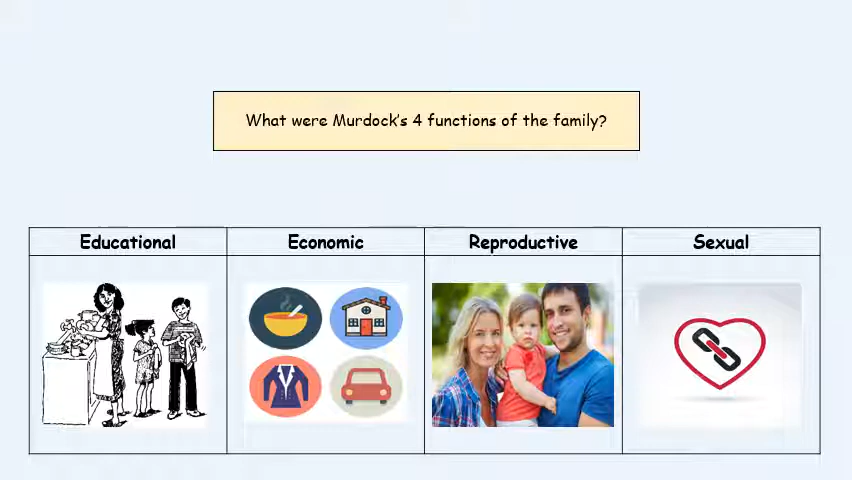 What were Murdock's 4 functions of the family?
Educational Economic Reproductive Sexual